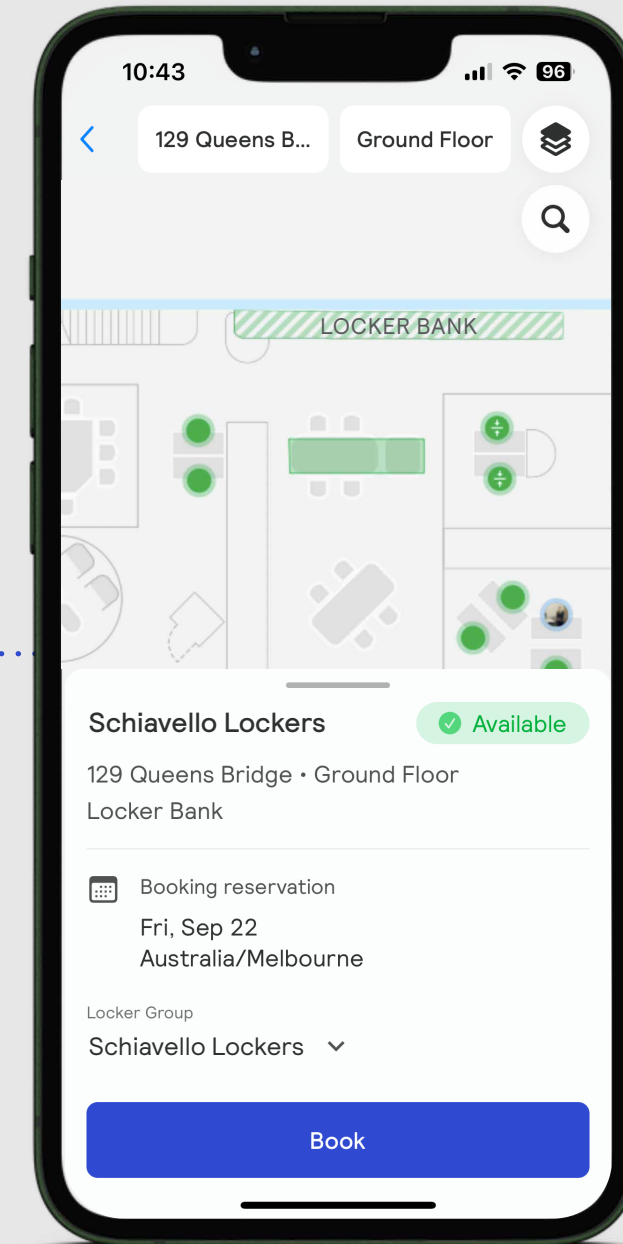 10:43
96
129 Queens B...
Ground Floor
LOCKER BANK
Schiavello Lockers
Available
129 Queens Bridge • Ground Floor
Locker Bank
Booking reservation
Fri, Sep 22
Australia/Melbourne
Locker Group
Schiavello Lockers
Book